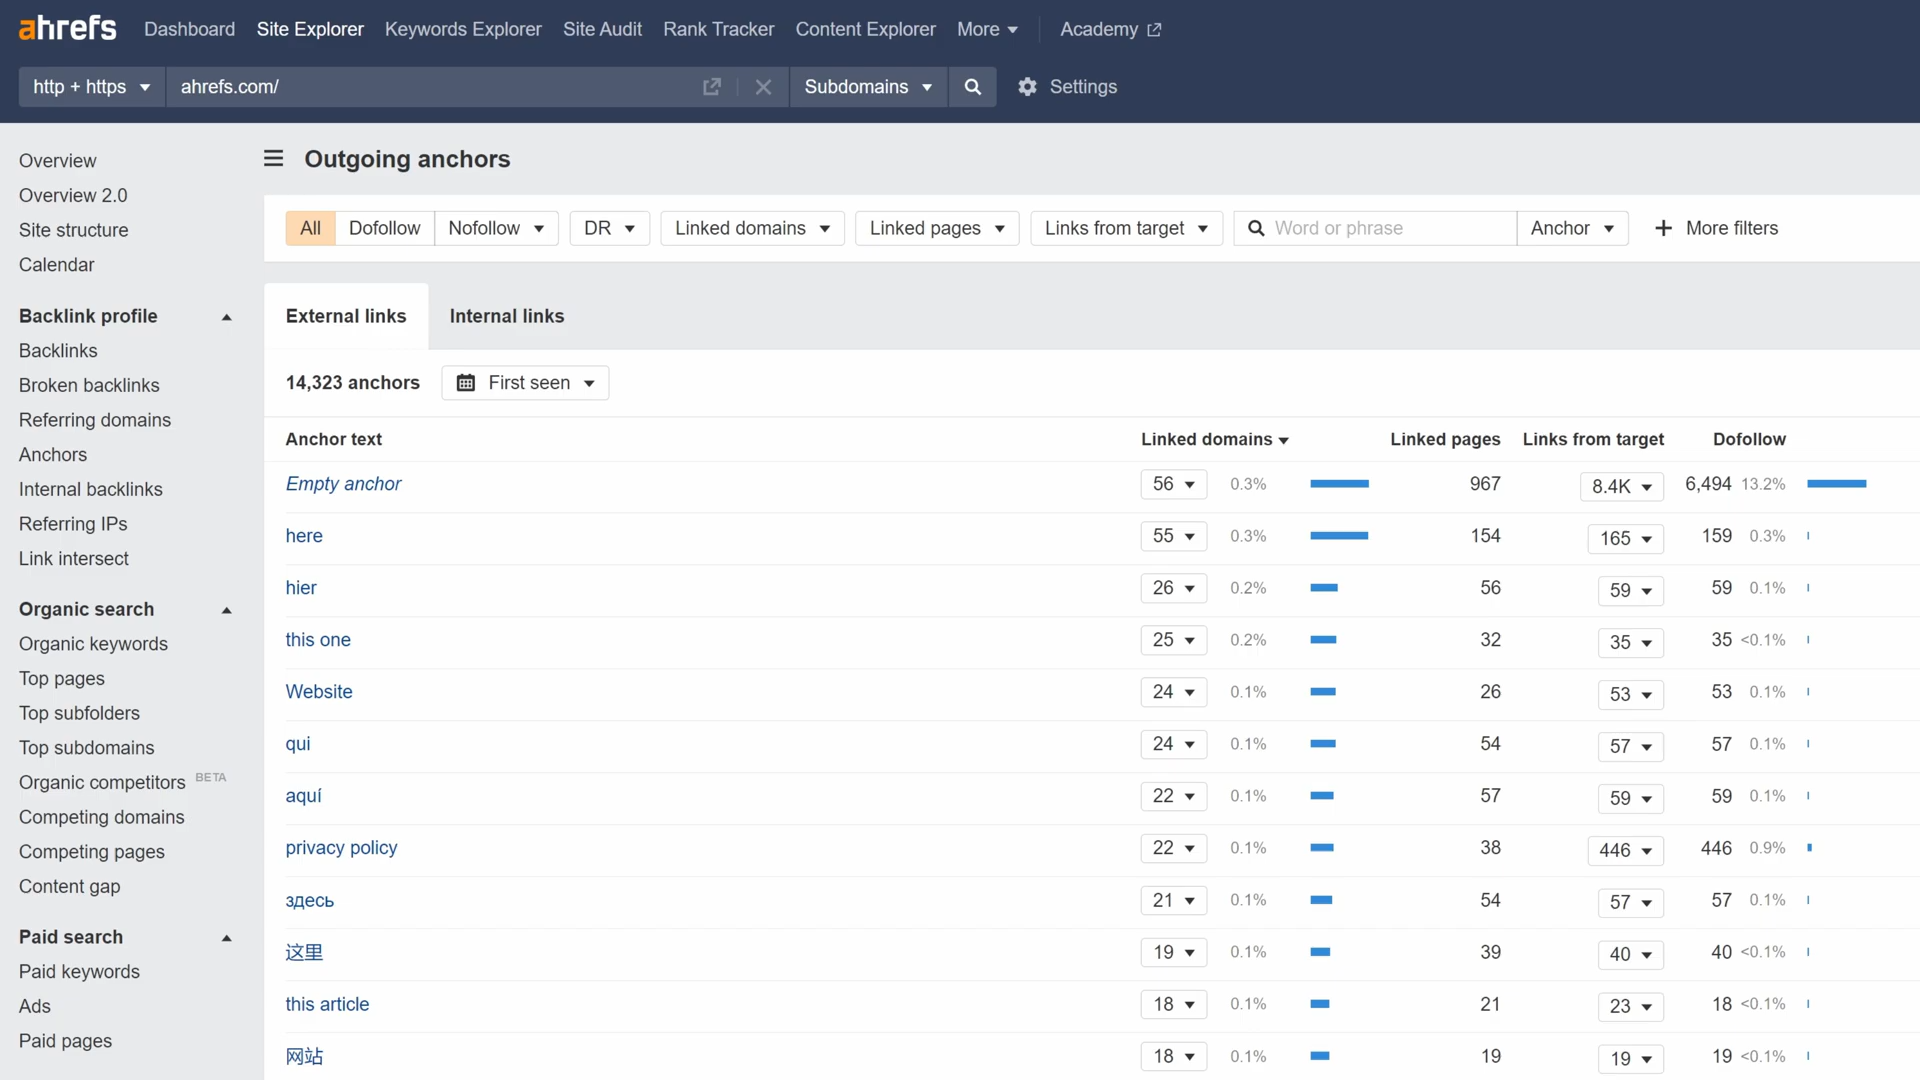 ahrefs Dashboard Site Explorer Keywords Explorer Site Audit Rank Tracker Content Explorer More Academy
http + https ahrefs.com/ Subdomains Settings
Overview
Overview 2.0
Site structure
Calendar
Backlink profile
Backlinks
Broken backlinks
Referring domains
Anchors
Internal backlinks
Referring IPs
Link intersect
Organic search
Organic keywords
Top pages
Top subfolders
Top subdomains
Organic competitors BETA
Competing domains
Competing pages
Content gap
Paid search
Paid keywords
Ads
Paid pages
Outgoing anchors
All Dofollow Nofollow DR Linked domains Linked pages Links from target Word or phrase Anchor + More filters
External links Internal links
14,323 anchors First seen
Anchor text Linked domains Linked pages Links from target Dofollow
Empty anchor 56 0.3% 967 8.4K 6,494 13.2%
here 55 0.3% 154 165 159 0.3%
hier 26 0.2% 56 59 59 0.1%
this one 25 0.2% 32 35 35 <0.1%
Website 24 0.1% 26 53 53 0.1%
qui 24 0.1% 54 57 57 0.1%
aquí 22 0.1% 57 59 59 0.1%
privacy policy 22 0.1% 38 446 446 0.9%
здесь 21 0.1% 54 57 57 0.1%
这里 19 0.1% 39 40 40 <0.1%
this article 18 0.1% 21 23 18 <0.1%
网站 18 0.1% 19 19 19 <0.1%